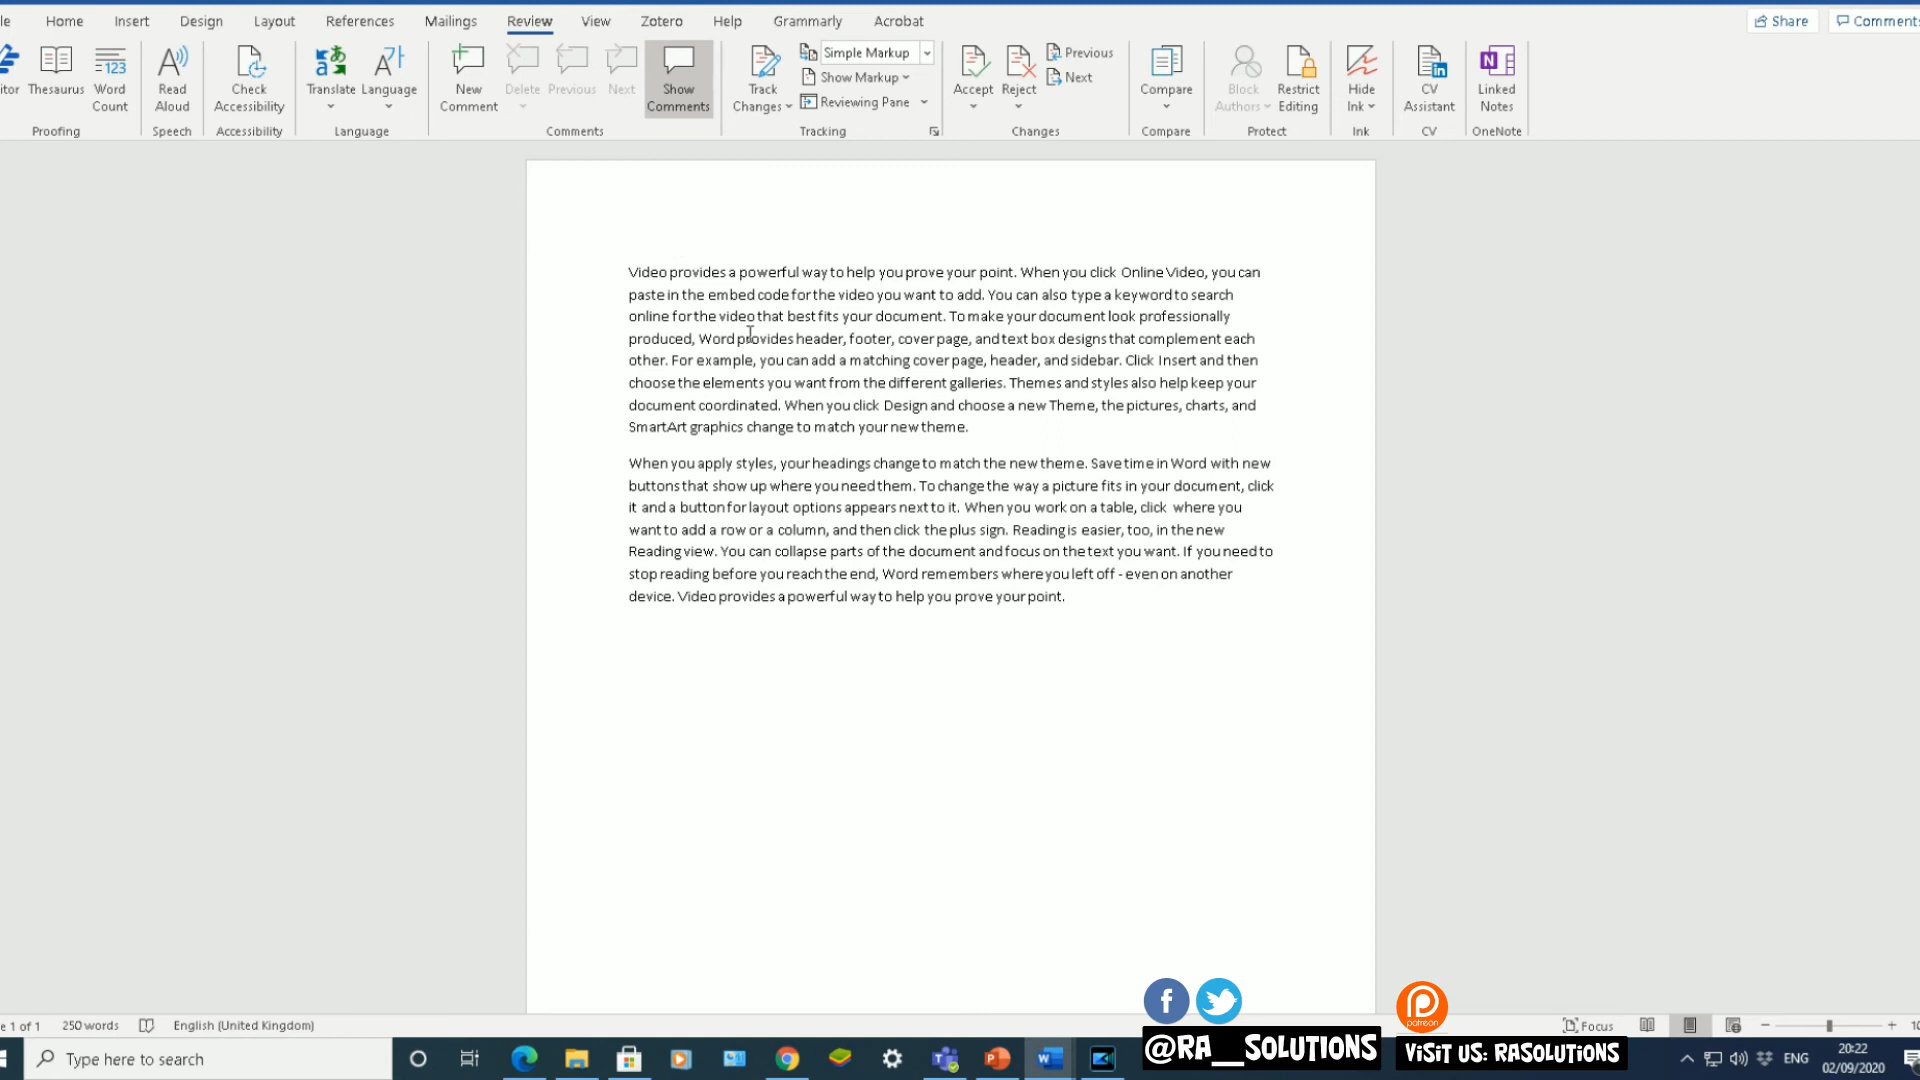 Home Insert Design Layout References Mailings Review View Zotero Help Grammarly Acrobat Share Comments
Thesaurus
Word Count
Read Aloud
Check Accessibility
Translate
Language
New Comment
Delete
Previous
Next
Show Comments
Track Changes
Simple Markup
Show Markup
Reviewing Pane
Accept
Reject
Previous
Next
Compare
Block Authors
Restrict Editing
Hide Ink
CV Assistant
Linked Notes
Proofing Speech Accessibility Language Comments Tracking Changes Compare Protect Ink CV OneNote
Video provides a powerful way to help you prove your point. When you click Online Video, you can
paste in the embed code for the video you want to add. You can also type a keyword to search
online for the video that best fits your document. To make your document look professionally
produced, Word provides header, footer, cover page, and text box designs that complement each
other. For example, you can add a matching cover page, header, and sidebar. Click Insert and then
choose the elements you want from the different galleries. Themes and styles also help keep your
document coordinated. When you click Design and choose a new Theme, the pictures, charts, and
SmartArt graphics change to match your new theme.
When you apply styles, your headings change to match the new theme. Save time in Word with new
buttons that show up where you need them. To change the way a picture fits in your document, click
it and a button for layout options appears next to it. When you work on a table, click where you
want to add a row or a column, and then click the plus sign. Reading is easier, too, in the new
Reading view. You can collapse parts of the document and focus on the text you want. If you need to
stop reading before you reach the end, Word remembers where you left off - even on another
device. Video provides a powerful way to help you prove your point.
patreon
@RA__SOLUTIONS
ViSiT US: RASOLUTiONS
1 of 1 250 words English (United Kingdom) Focus
Type here to search
ENG
20:22
02/09/2020